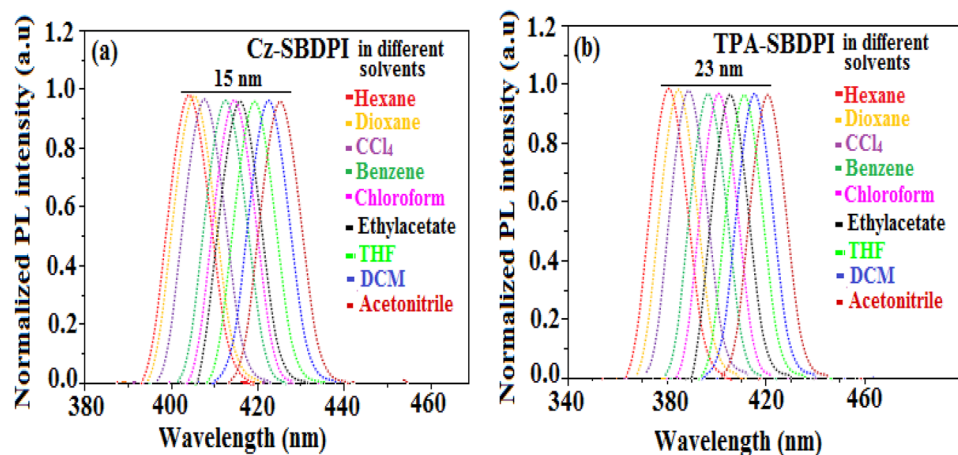 (a)
Cz-SBDPI in different
solvents
15 nm
Hexane
Dioxane
CCl₄
Benzene
Chloroform
Ethylacetate
THF
DCM
Acetonitrile
Normalized PL intensity (a.u)
1.2
1.0
0.8
0.6
0.4
0.2
0.0
380
400
420
440
460
Wavelength (nm)
(b)
TPA-SBDPI in different
solvents
23 nm
Hexane
Dioxane
CCl₄
Benzene
Chloroform
Ethylacetate
THF
DCM
Acetonitrile
Normalized PL intensity (a.u)
1.2
1.0
0.8
0.6
0.4
0.2
0.0
340
380
420
460
Wavelength (nm)